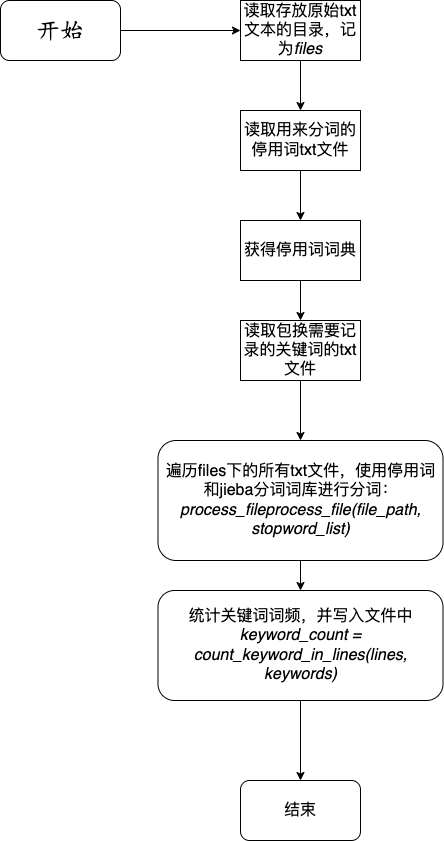 开始
读取存放原始txt
文本的目录，记
为files
读取用来分词的
停用词txt文件
获得停用词词典
读取包换需要记
录的关键词的txt
文件
遍历files下的所有txt文件，使用停用词
和jieba分词词库进行分词：
process_fileprocess_file(file_path,
stopword_list)
统计关键词词频，并写入文件中
keyword_count =
count_keyword_in_lines(lines,
keywords)
结束